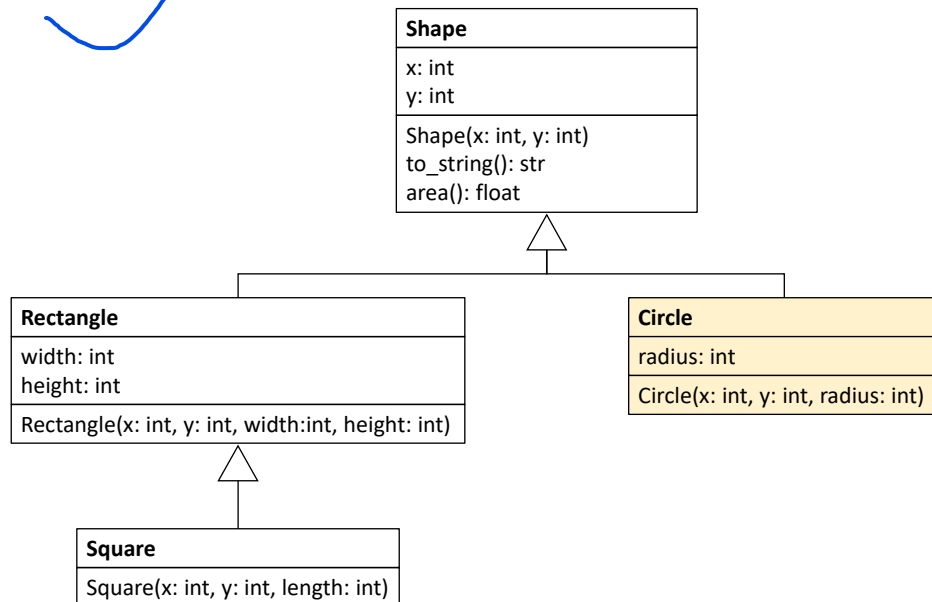 Shape
x: int
y: int
Shape(x: int, y: int)
to_string(): str
area(): float
Rectangle
width: int
height: int
Rectangle(x: int, y: int, width:int, height: int)
Circle
radius: int
Circle(x: int, y: int, radius: int)
Square
Square(x: int, y: int, length: int)